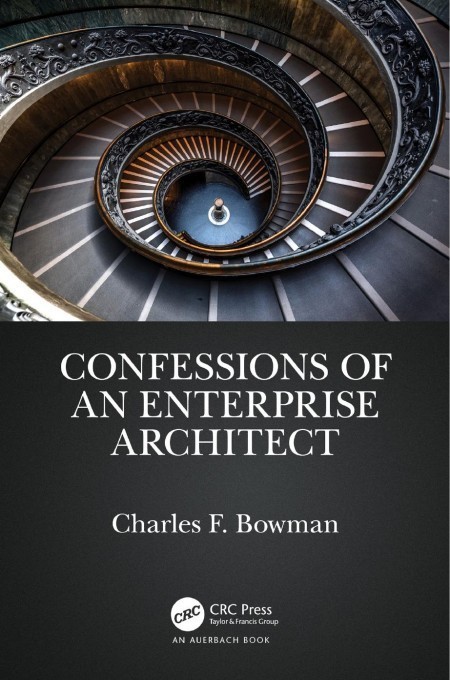 CONFESSIONS OF
AN ENTERPRISE
ARCHITECT
Charles F. Bowman
CRC
CRC Press
Taylor & Francis Group
AN AUERBACH BOOK